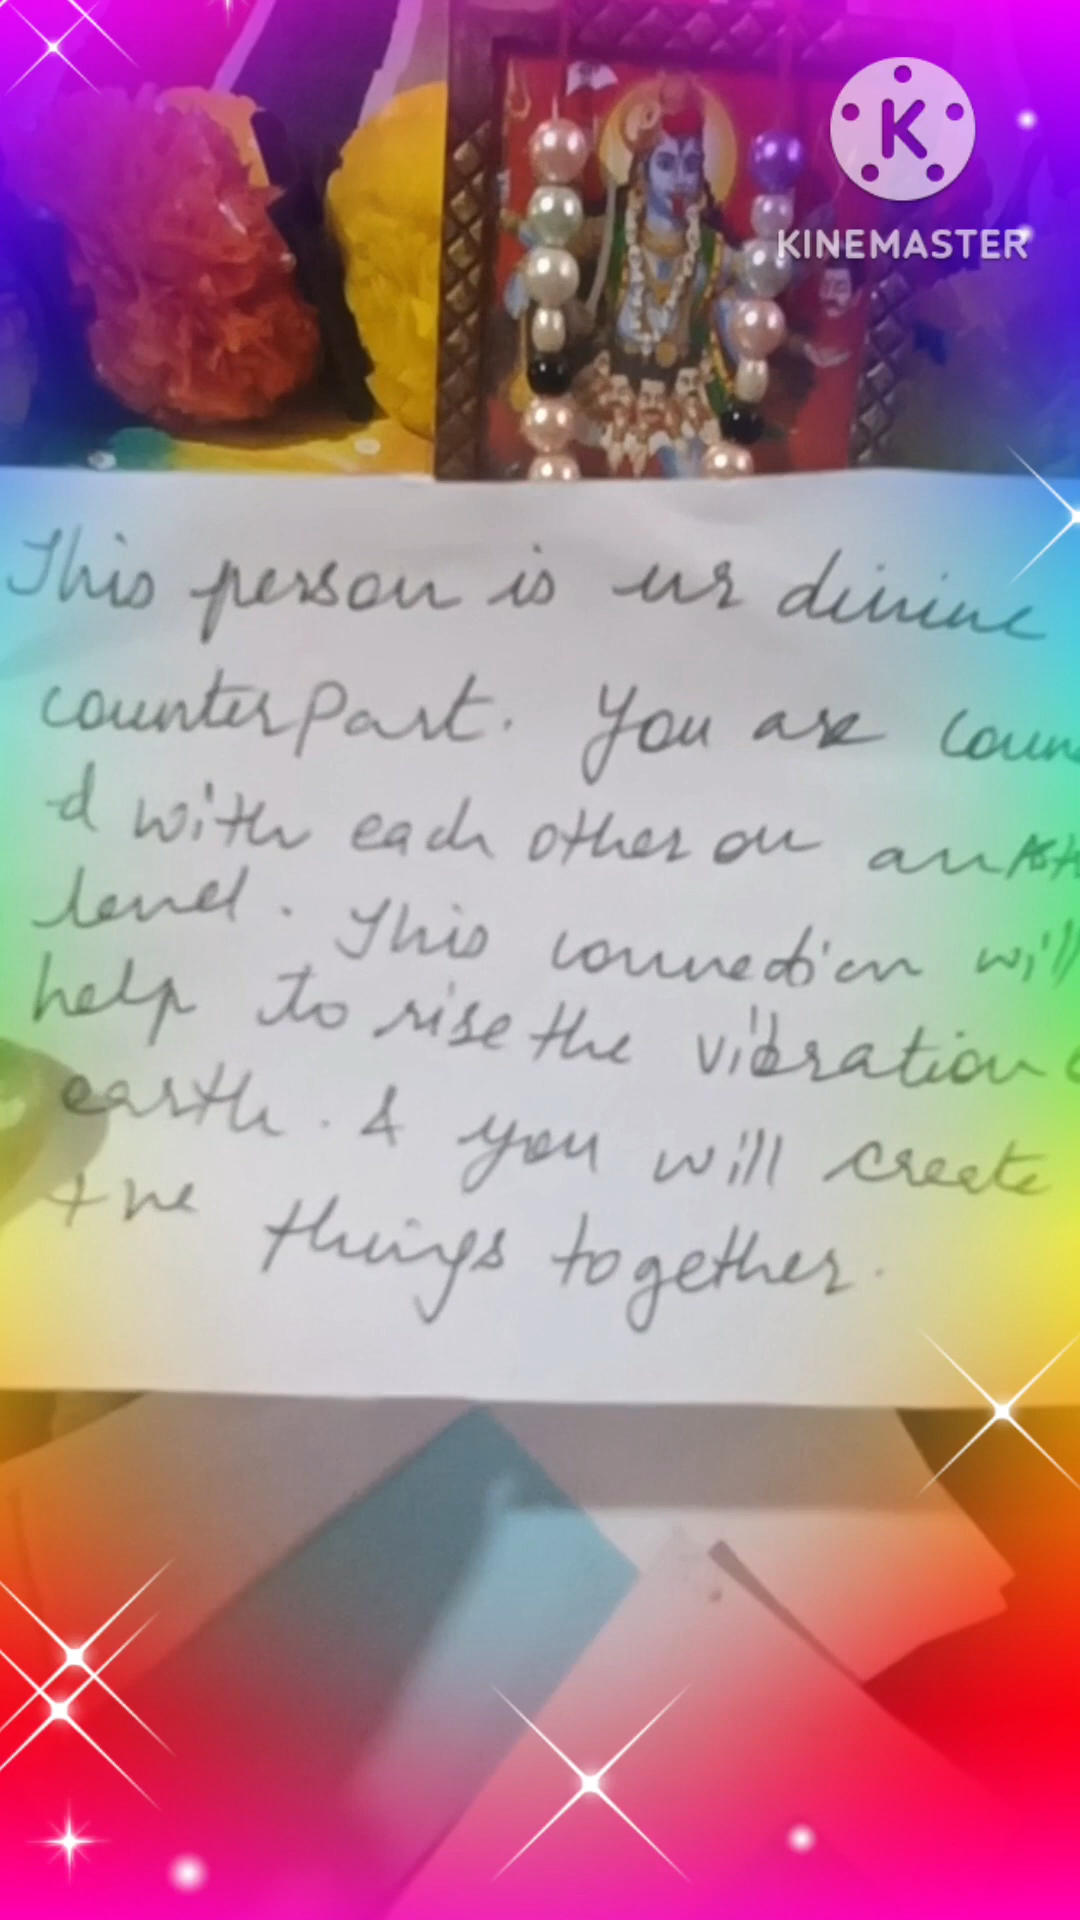 KINEMASTER
This person is ur divine
counterPart. You are
d with each other on an
level. This connection will
help to rise the vibration
earth. & you will create
+ve things together.